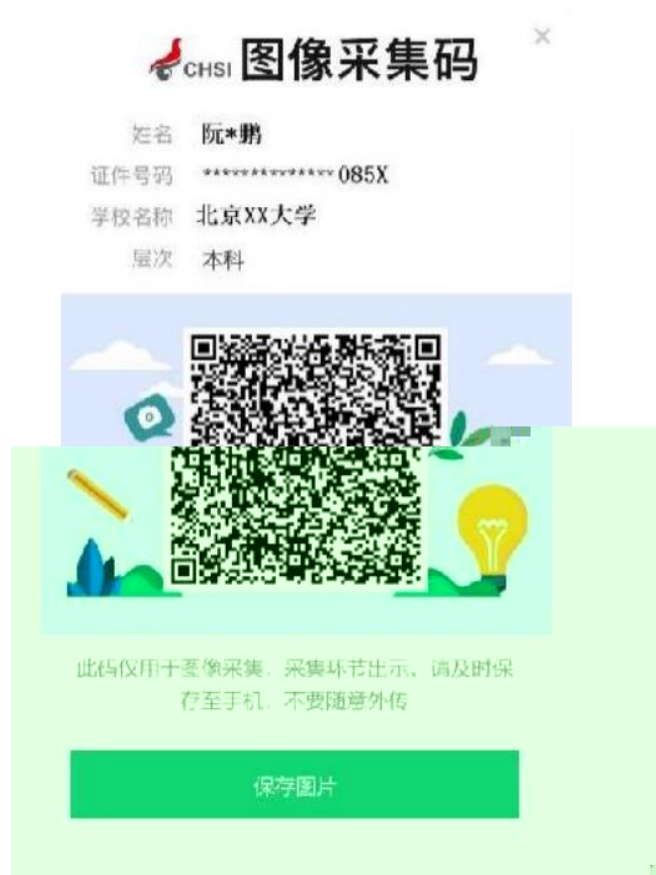 CHSI 图像采集码
姓名 阮*鹏
证件号码 **************085X
学校名称 北京XX大学
层次 本科
此码仅用于图像采集，采集环节出示，请及时保
存至手机，不要随意外传
保存图片